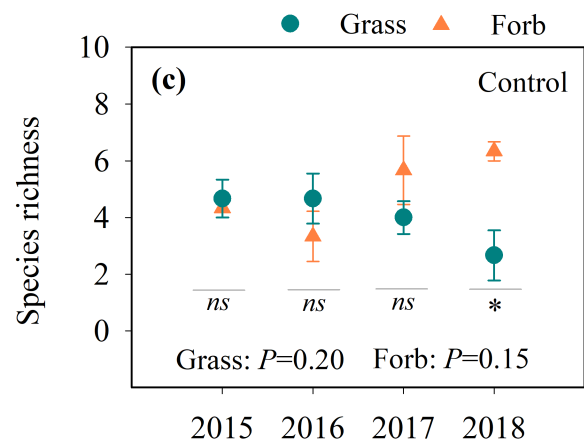 Grass Forb
10
(c) Control
8
6
4
2
0
Species richness
ns ns ns *
Grass: P=0.20 Forb: P=0.15
2015 2016 2017 2018